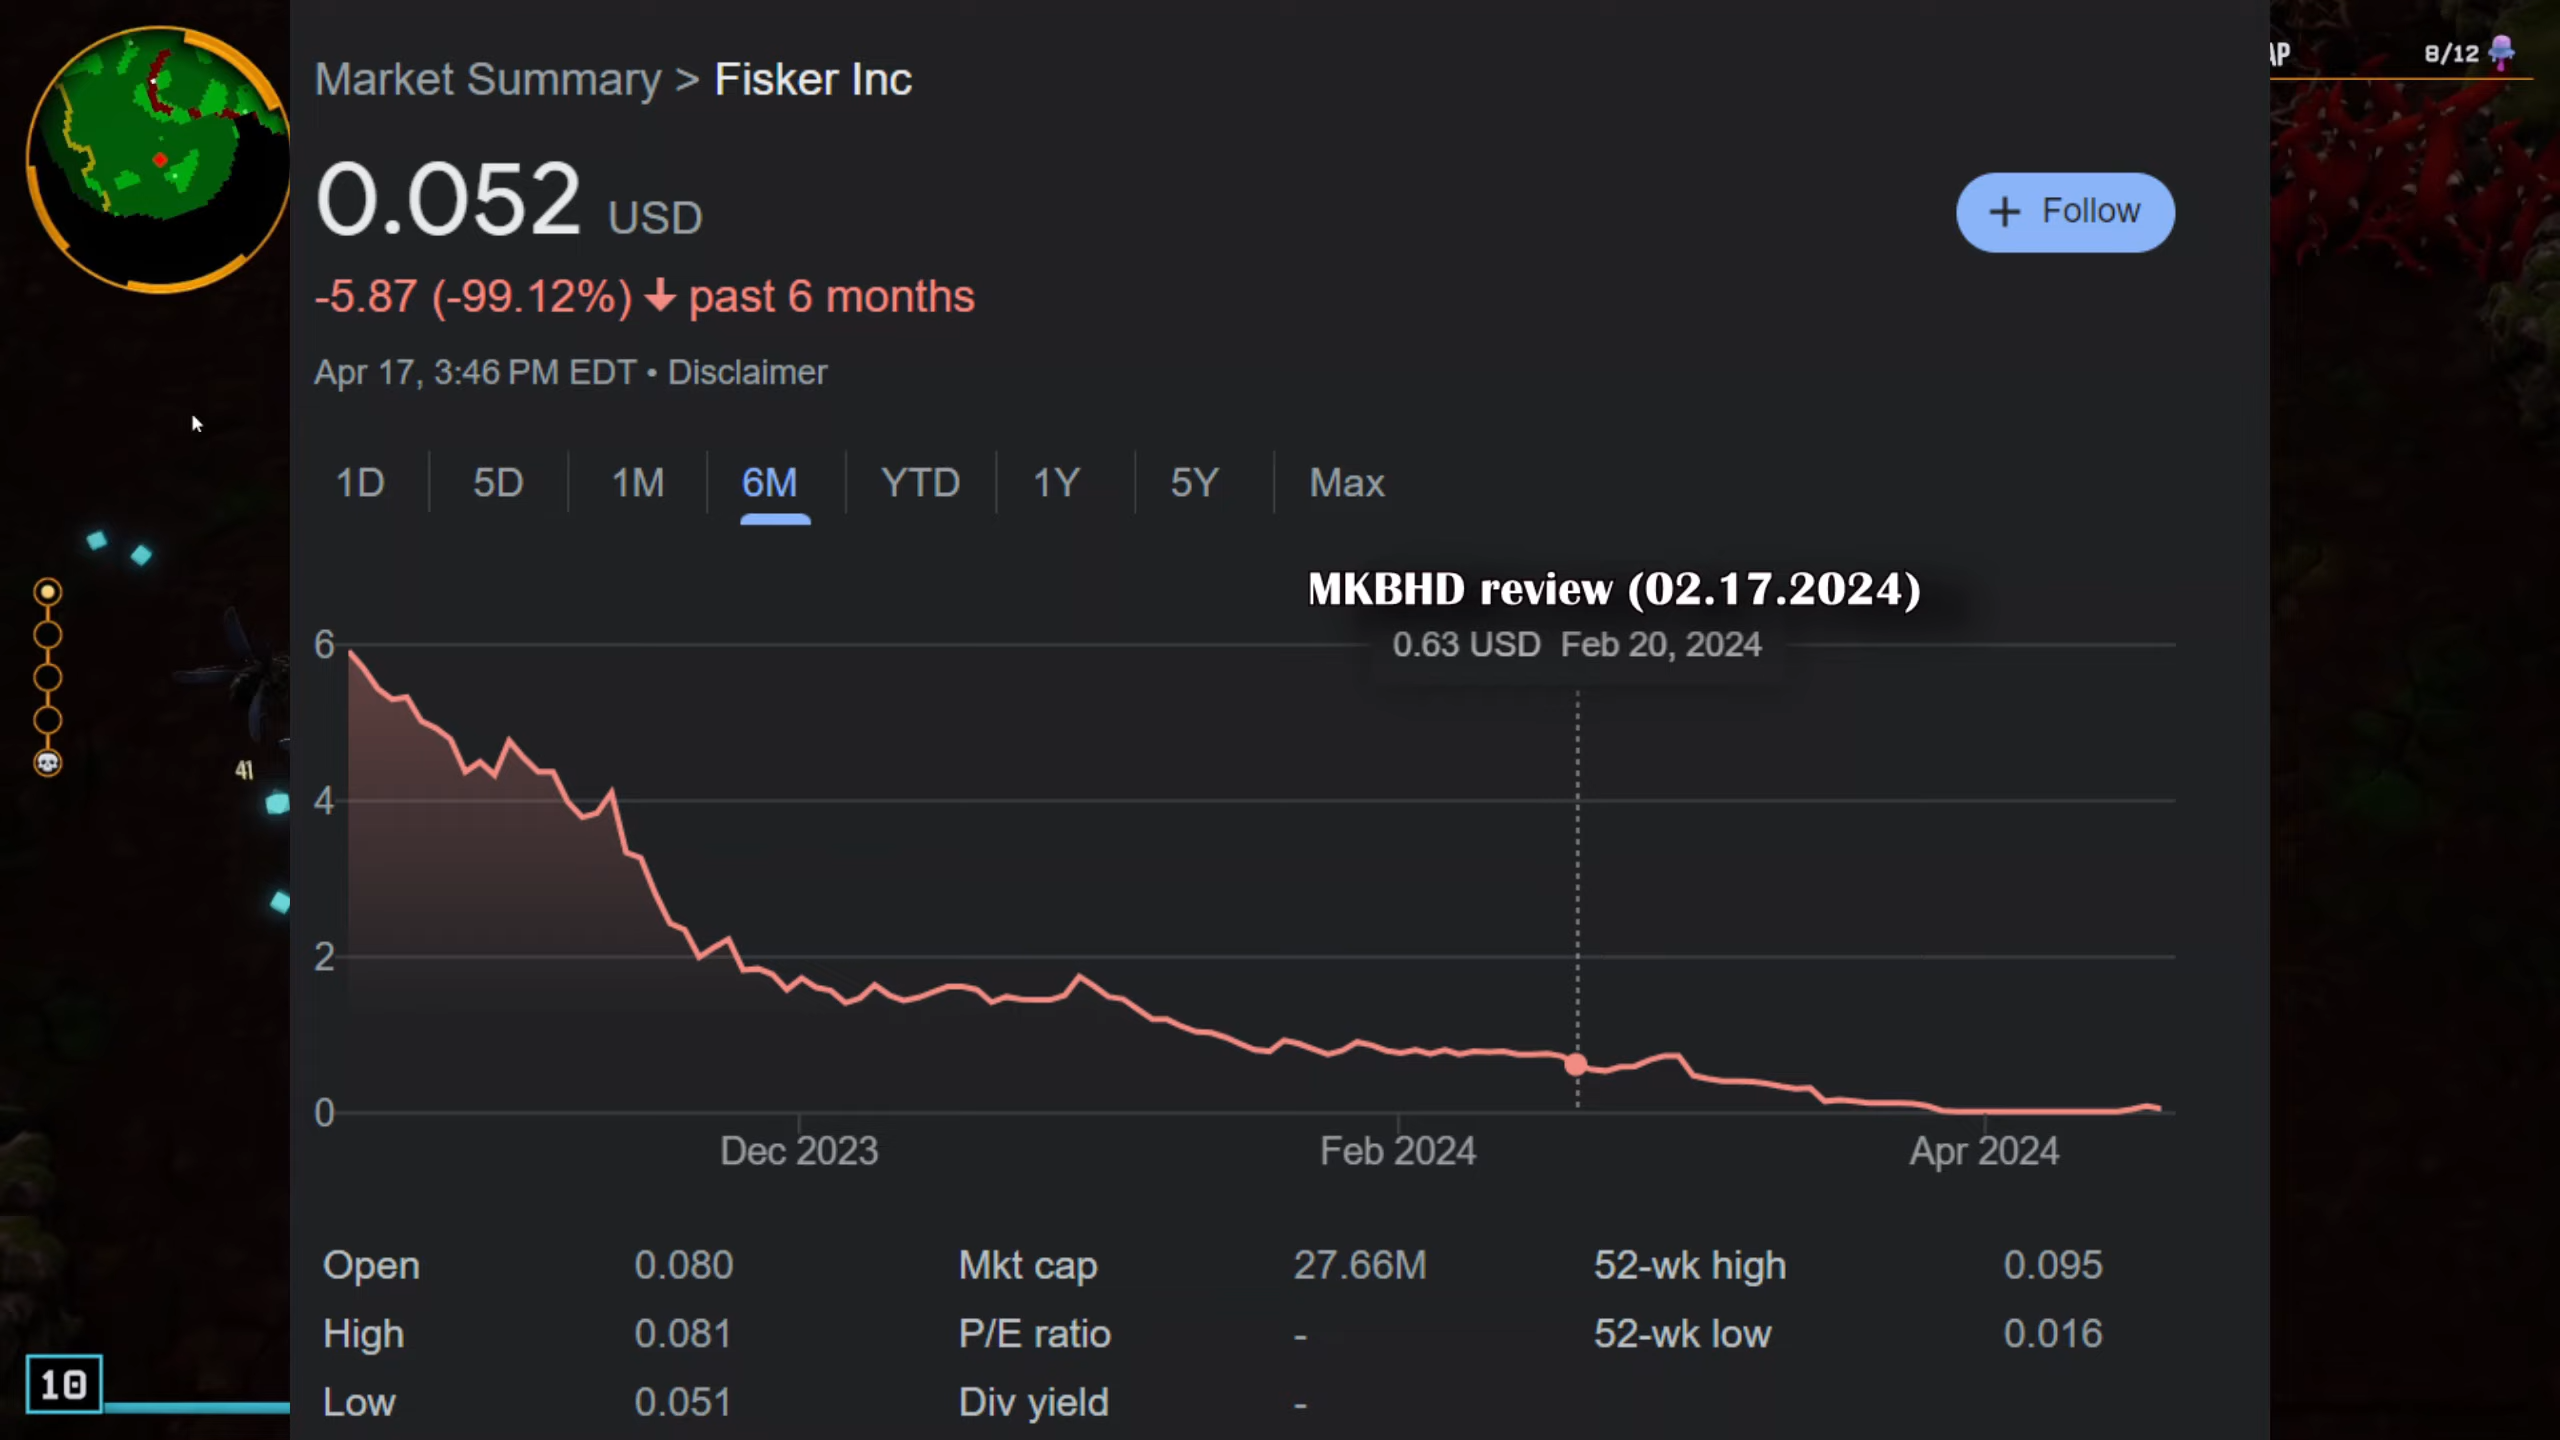 Market Summary > Fisker Inc
0.052 USD
-5.87 (-99.12%) ↓ past 6 months
Apr 17, 3:46 PM EDT • Disclaimer
+ Follow
8/12
1D 5D 1M 6M YTD 1Y 5Y Max
MKBHD review (02.17.2024)
0.63 USD Feb 20, 2024
6
4
2
0
Dec 2023 Feb 2024 Apr 2024
41
Open 0.080 Mkt cap 27.66M 52-wk high 0.095
High 0.081 P/E ratio - 52-wk low 0.016
Low 0.051 Div yield -
10